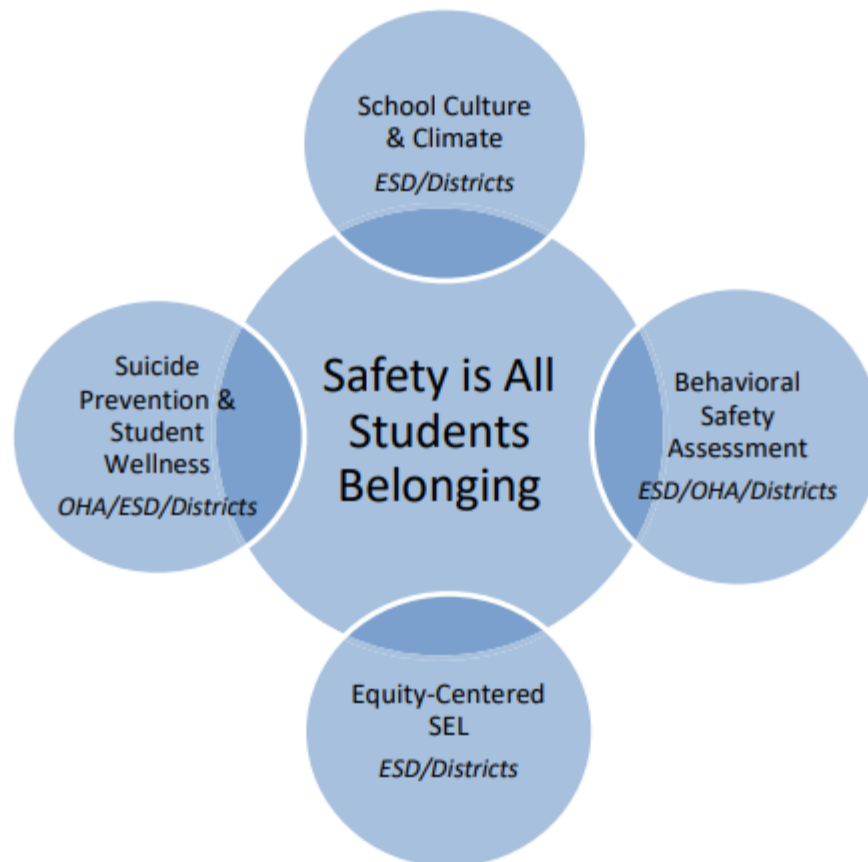 School Culture
& Climate
ESD/Districts
Suicide
Prevention &
Student
Wellness
OHA/ESD/Districts
Safety is All
Students
Belonging
Behavioral
Safety
Assessment
ESD/OHA/Districts
Equity-Centered
SEL
ESD/Districts